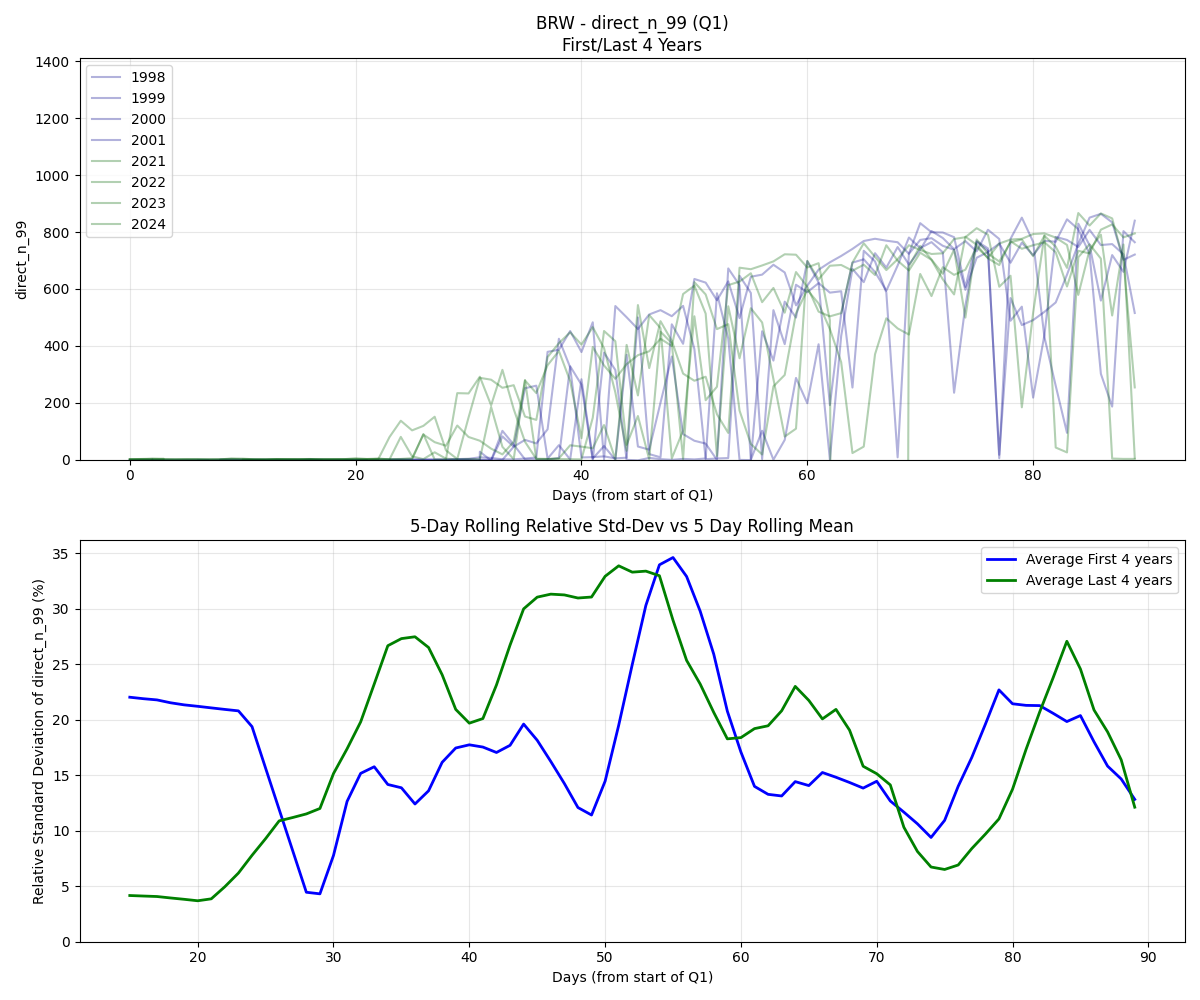 BRW - direct_n_99 (Q1)
First/Last 4 Years
1400
1200
1000
800
600
400
200
0
direct_n_99
1998
1999
2000
2001
2021
2022
2023
2024
0 20 40 60 80
Days (from start of Q1)
5-Day Rolling Relative Std-Dev vs 5 Day Rolling Mean
35
30
25
20
15
10
5
0
Relative Standard Deviation of direct_n_99 (%)
Average First 4 years
Average Last 4 years
20 30 40 50 60 70 80 90
Days (from start of Q1)